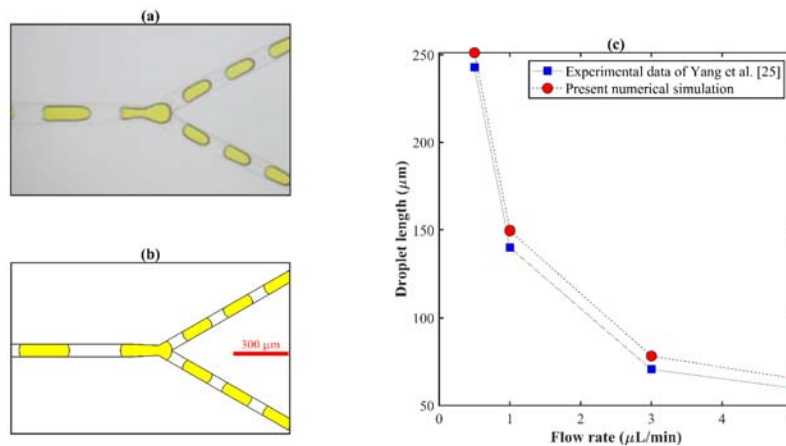 (a)
(b)
300 μm
(c)
Experimental data of Yang et al. [25]
Present numerical simulation
Droplet length (μm)
250
200
150
100
50
0
1
2
3
4
Flow rate (μL/min)